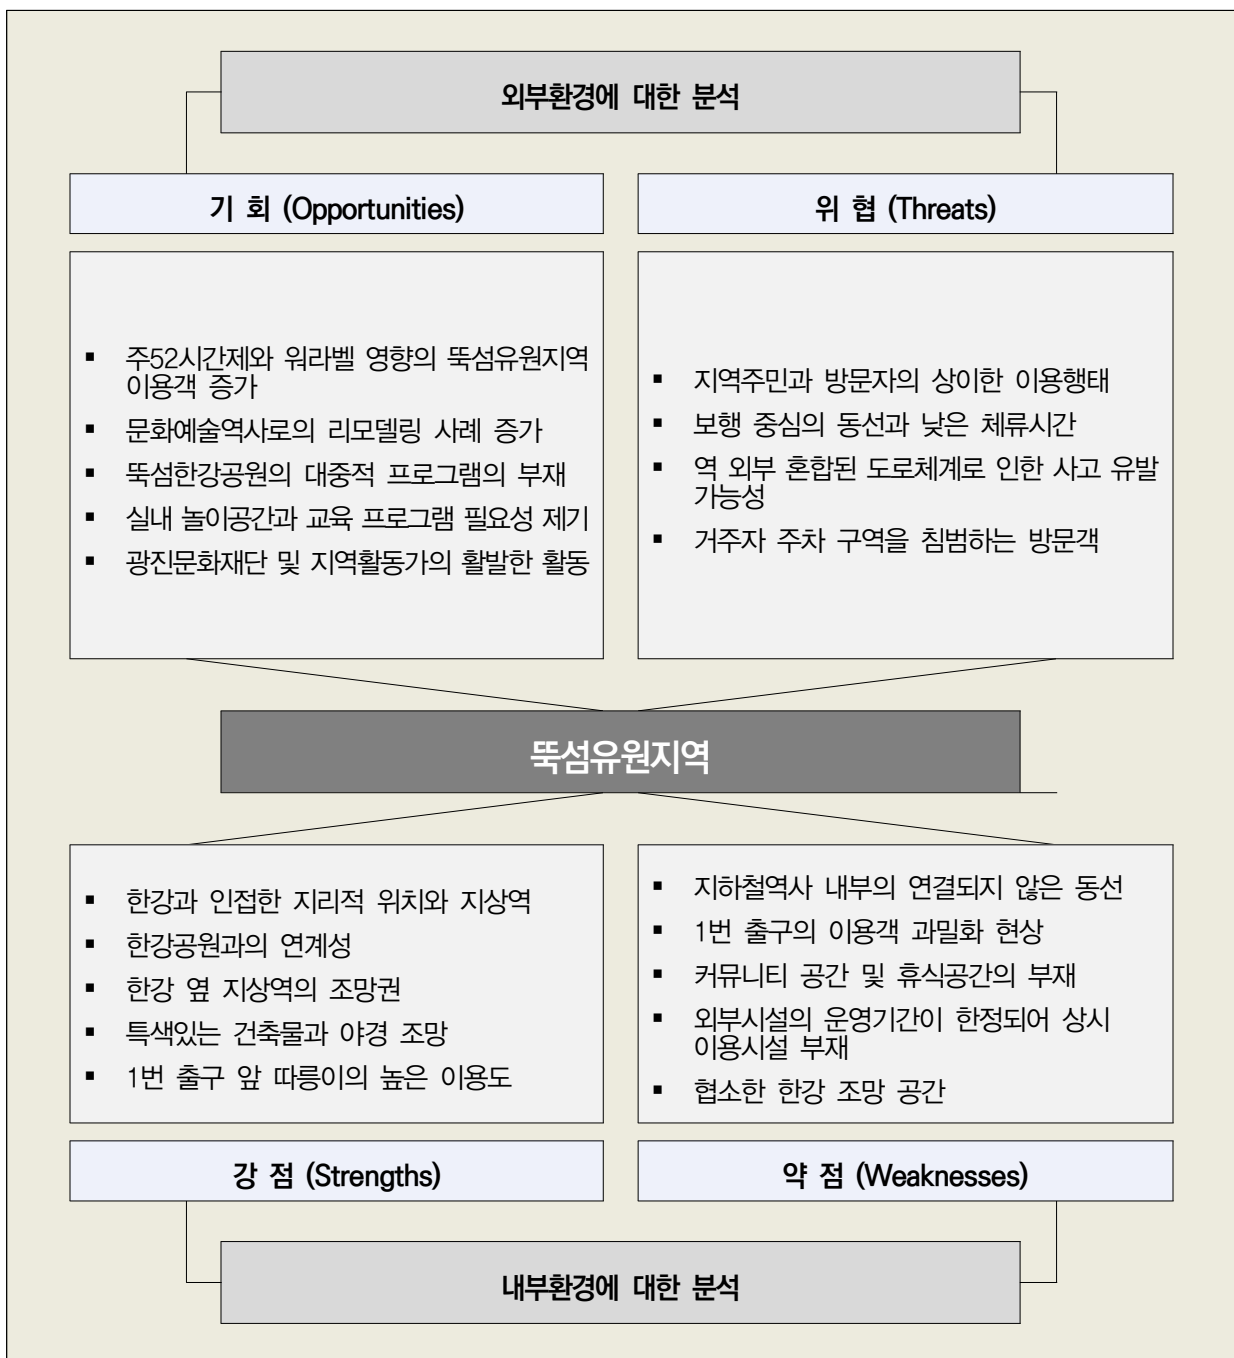 외부환경에 대한 분석
기 회 (Opportunities)
▪ 주52시간제와 워라벨 영향의 뚝섬유원지역
이용객 증가
▪ 문화예술역사로의 리모델링 사례 증가
▪ 뚝섬한강공원의 대중적 프로그램의 부재
▪ 실내 놀이공간과 교육 프로그램 필요성 제기
▪ 광진문화재단 및 지역활동가의 활발한 활동
위 협 (Threats)
▪ 지역주민과 방문자의 상이한 이용행태
▪ 보행 중심의 동선과 낮은 체류시간
▪ 역 외부 혼합된 도로체계로 인한 사고 유발
가능성
▪ 거주자 주차 구역을 침범하는 방문객
뚝섬유원지역
▪ 한강과 인접한 지리적 위치와 지상역
▪ 한강공원과의 연계성
▪ 한강 옆 지상역의 조망권
▪ 특색있는 건축물과 야경 조망
▪ 1번 출구 앞 따릉이의 높은 이용도
강 점 (Strengths)
▪ 지하철역사 내부의 연결되지 않은 동선
▪ 1번 출구의 이용객 과밀화 현상
▪ 커뮤니티 공간 및 휴식공간의 부재
▪ 외부시설의 운영기간이 한정되어 상시
이용시설 부재
▪ 협소한 한강 조망 공간
약 점 (Weaknesses)
내부환경에 대한 분석